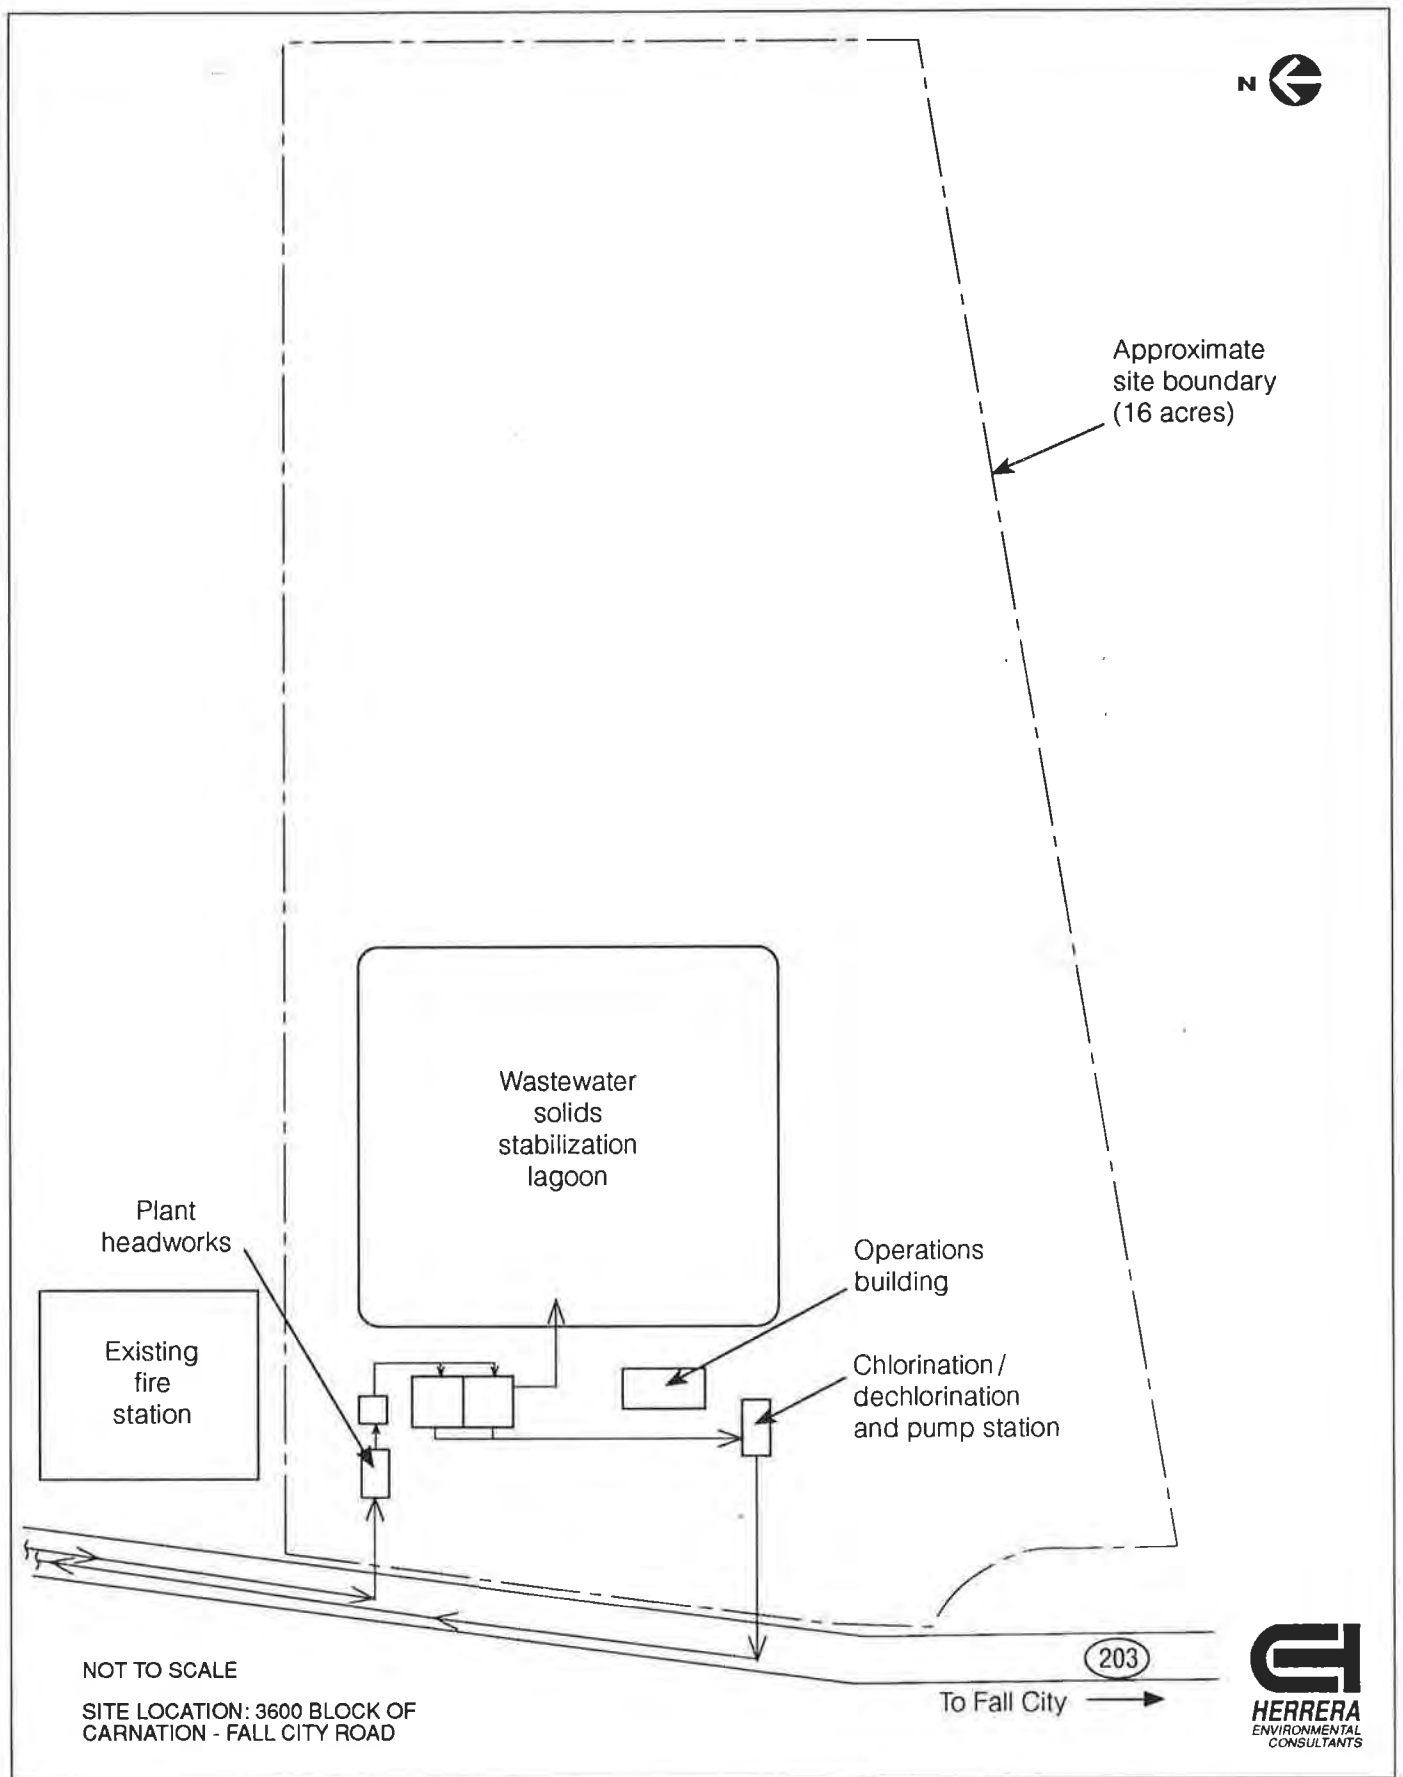 N
Approximate
site boundary
(16 acres)
Wastewater
solids
stabilization
lagoon
Plant
headworks
Operations
building
Existing
fire
station
Chlorination/
dechlorination
and pump station
203
To Fall City
NOT TO SCALE
SITE LOCATION: 3600 BLOCK OF
CARNATION - FALL CITY ROAD
HERRERA
ENVIRONMENTAL
CONSULTANTS